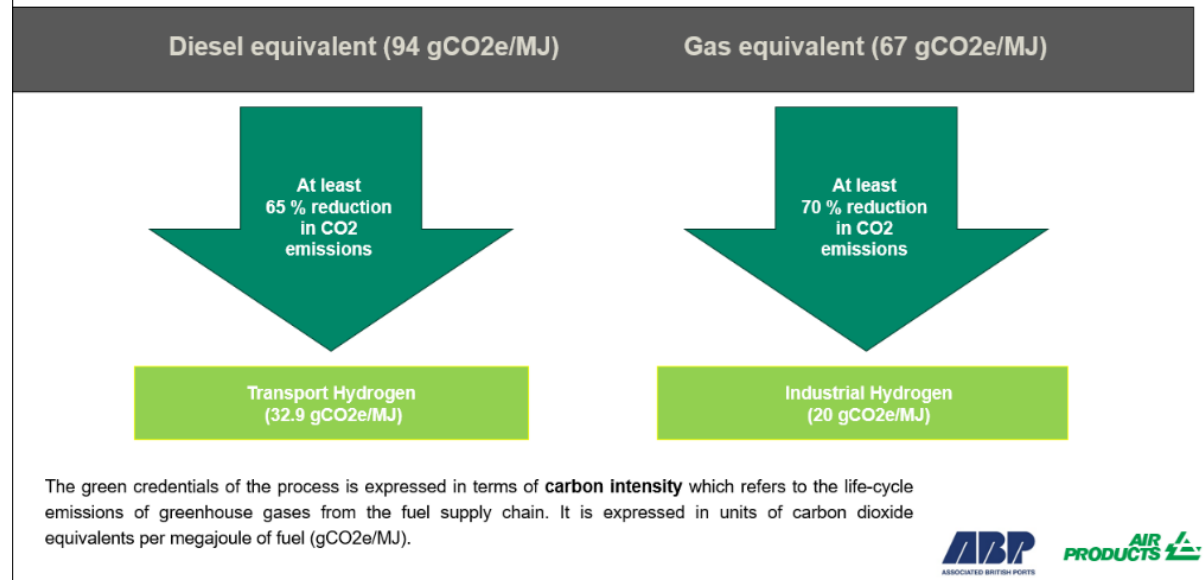 Diesel equivalent (94 gCO2e/MJ)
Gas equivalent (67 gCO2e/MJ)
At least
65 % reduction
in CO2
emissions
At least
70 % reduction
in CO2
emissions
Transport Hydrogen
(32.9 gCO2e/MJ)
Industrial Hydrogen
(20 gCO2e/MJ)
The green credentials of the process is expressed in terms of carbon intensity which refers to the life-cycle
emissions of greenhouse gases from the fuel supply chain. It is expressed in units of carbon dioxide
equivalents per megajoule of fuel (gCO2e/MJ).
ABP
ASSOCIATED BRITISH PORTS
AIR
PRODUCTS